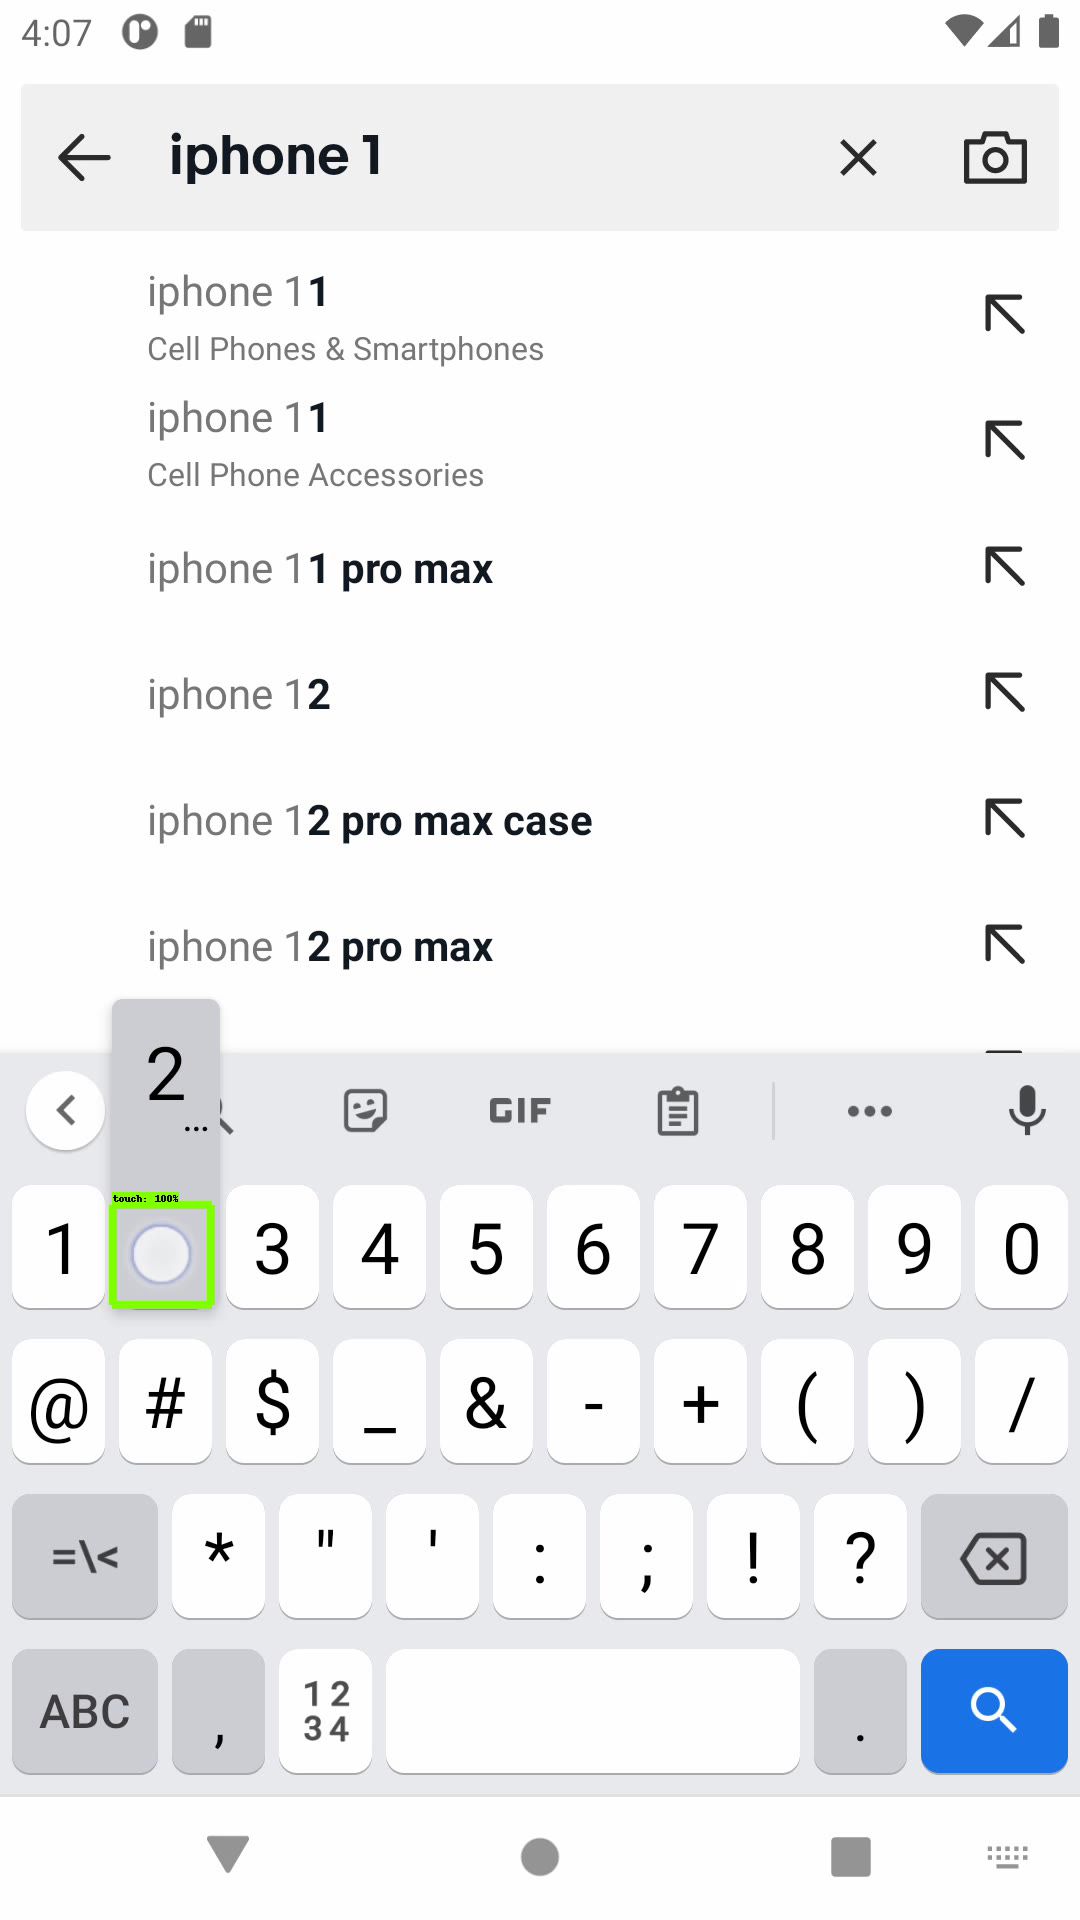 4:07
iphone 1
iphone 11
Cell Phones & Smartphones
iphone 11
Cell Phone Accessories
iphone 11 pro max
iphone 12
iphone 12 pro max case
iphone 12 pro max
2
...
GIF
touch: 100%
1 3 4 5 6 7 8 9 0
@ # $ _ & - + ( ) /
=\< * " ' : ; ! ?
ABC , 12 34 .